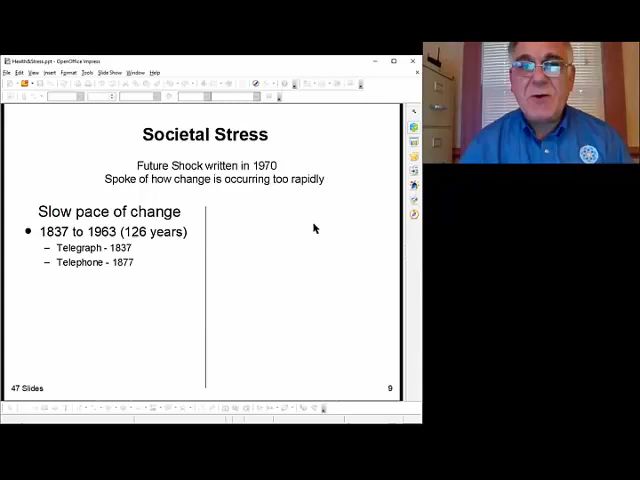 Health&Stress.ppt - OpenOffice Impress
File Edit View Insert Format Tools Slide Show Window Help
Societal Stress
Future Shock written in 1970
Spoke of how change is occurring too rapidly
Slow pace of change
• 1837 to 1963 (126 years)
– Telegraph - 1837
– Telephone - 1877
47 Slides
9